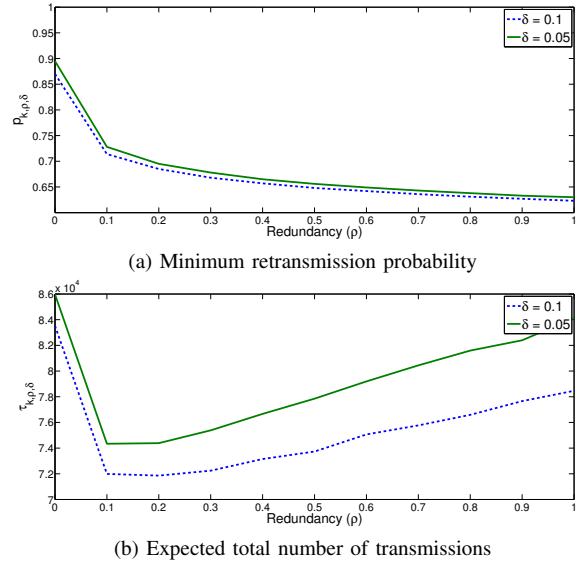 1
0.95
0.9
0.85
0.8
0.75
0.7
0.65
p k,ρ,δ
0 0.1 0.2 0.3 0.4 0.5 0.6 0.7 0.8 0.9 1
Redundancy (ρ)
δ = 0.1
δ = 0.05
(a) Minimum retransmission probability
x 10^4
8.6
8.4
8.2
8
7.8
7.6
7.4
7.2
7
τ k,ρ,δ
0 0.1 0.2 0.3 0.4 0.5 0.6 0.7 0.8 0.9 1
Redundancy (ρ)
δ = 0.1
δ = 0.05
(b) Expected total number of transmissions